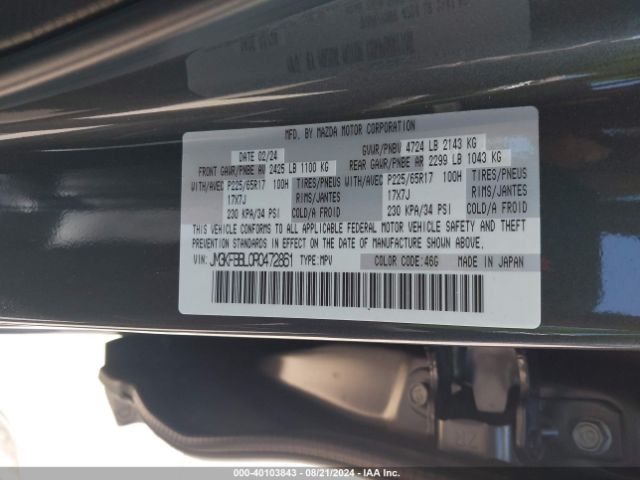 MFG. BY MAZDA MOTOR CORPORATION
DATE 02/24 GVWR/PNBV 4724 LB 2143 KG
FRONT GAWR/PNBE AV 2425 LB 1100 KG REAR GAWR/PNBE AR 2299 LB 1043 KG
WITH/AVEC P225/65R17 100H TIRES/PNEUS WITH/AVEC P225/65R17 100H TIRES/PNEUS
17X7J RIMS/JANTES 17X7J RIMS/JANTES
230 KPA/34 PSI COLD/A FROID 230 KPA/34 PSI COLD/A FROID
THIS VEHICLE CONFORMS TO ALL APPLICABLE FEDERAL MOTOR VEHICLE SAFETY AND THEFT
PREVENTION STANDARDS IN EFFECT ON THE DATE OF MANUFACTURE SHOWN ABOVE.
VIN: JM3KFBBL0R0472861 TYPE: MPV COLOR CODE: 46G MADE IN JAPAN
000-40103843 - 08/21/2024 - IAA Inc.